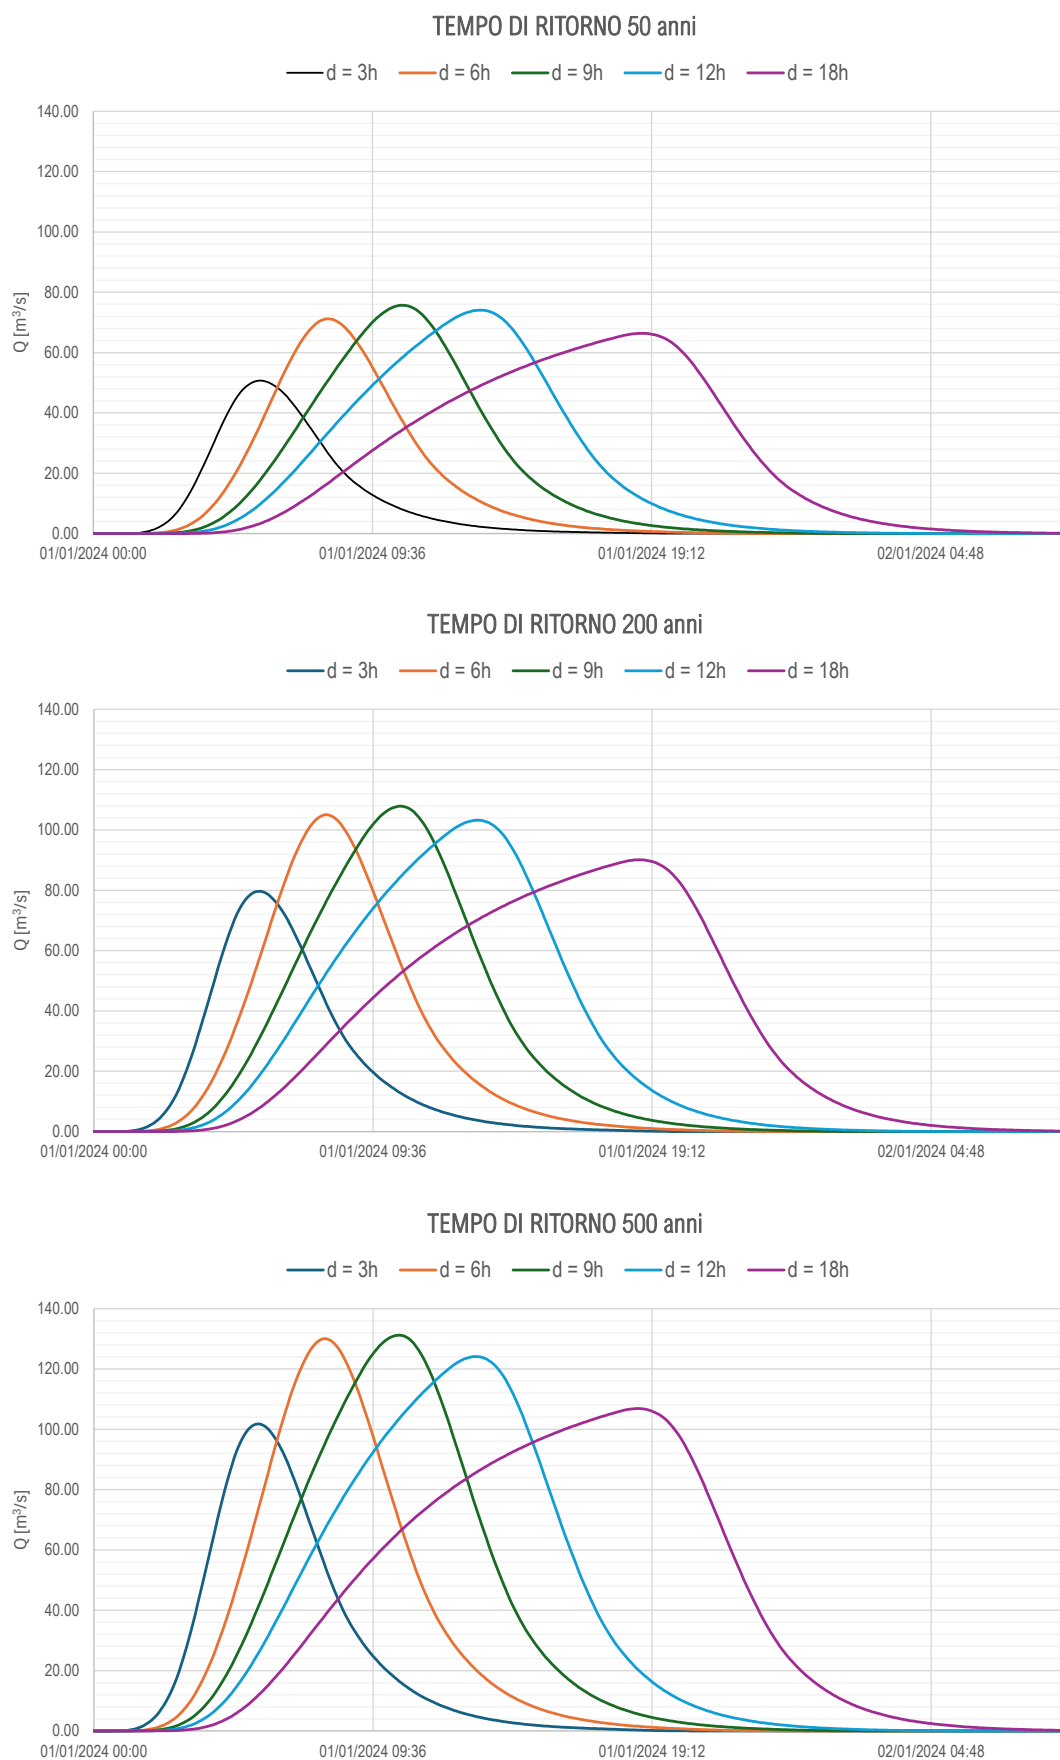 TEMPO DI RITORNO 50 anni
d = 3h d = 6h d = 9h d = 12h d = 18h
140.00
120.00
100.00
80.00
60.00
40.00
20.00
0.00
Q [m³/s]
01/01/2024 00:00 01/01/2024 09:36 01/01/2024 19:12 02/01/2024 04:48
TEMPO DI RITORNO 200 anni
d = 3h d = 6h d = 9h d = 12h d = 18h
140.00
120.00
100.00
80.00
60.00
40.00
20.00
0.00
Q [m³/s]
01/01/2024 00:00 01/01/2024 09:36 01/01/2024 19:12 02/01/2024 04:48
TEMPO DI RITORNO 500 anni
d = 3h d = 6h d = 9h d = 12h d = 18h
140.00
120.00
100.00
80.00
60.00
40.00
20.00
0.00
Q [m³/s]
01/01/2024 00:00 01/01/2024 09:36 01/01/2024 19:12 02/01/2024 04:48